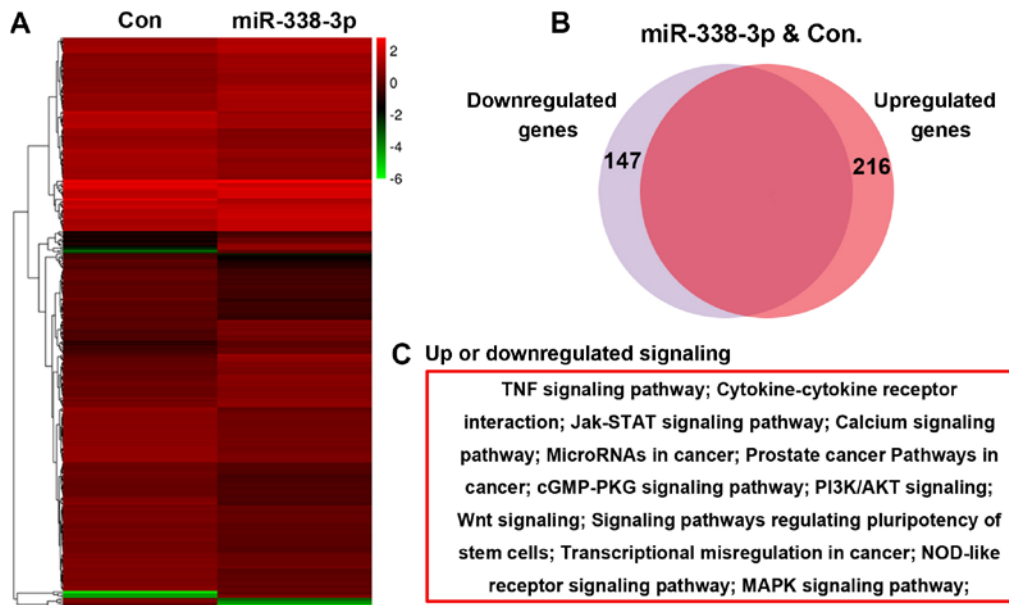 A
Con
miR-338-3p
2
0
-2
-4
-6
B
miR-338-3p & Con.
Downregulated
genes
Upregulated
genes
147
216
C Up or downregulated signaling
TNF signaling pathway; Cytokine-cytokine receptor
interaction; Jak-STAT signaling pathway; Calcium signaling
pathway; MicroRNAs in cancer; Prostate cancer Pathways in
cancer; cGMP-PKG signaling pathway; PI3K/AKT signaling;
Wnt signaling; Signaling pathways regulating pluripotency of
stem cells; Transcriptional misregulation in cancer; NOD-like
receptor signaling pathway; MAPK signaling pathway;